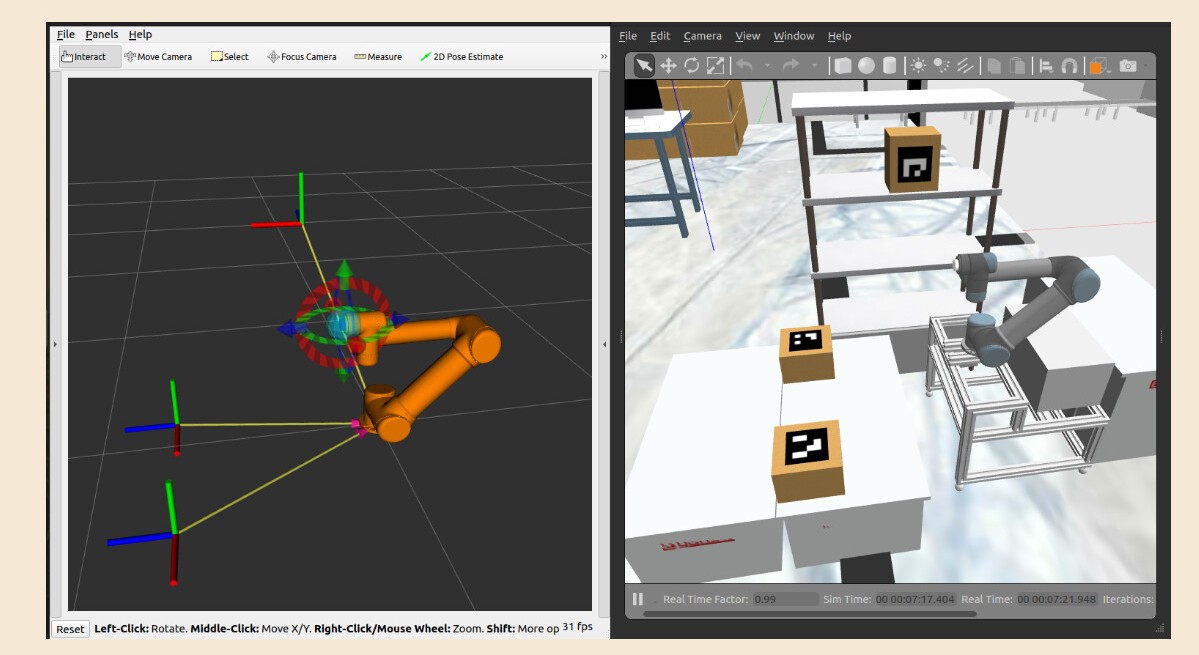 File Panels Help
Interact Move Camera Select Focus Camera Measure 2D Pose Estimate »
Reset Left-Click: Rotate. Middle-Click: Move X/Y. Right-Click/Mouse Wheel: Zoom. Shift: More op 31 fps
File Edit Camera View Window Help
Real Time Factor: 0.99 Sim Time: 00 00:07:17.404 Real Time: 00 00:07:21.948 Iterations: